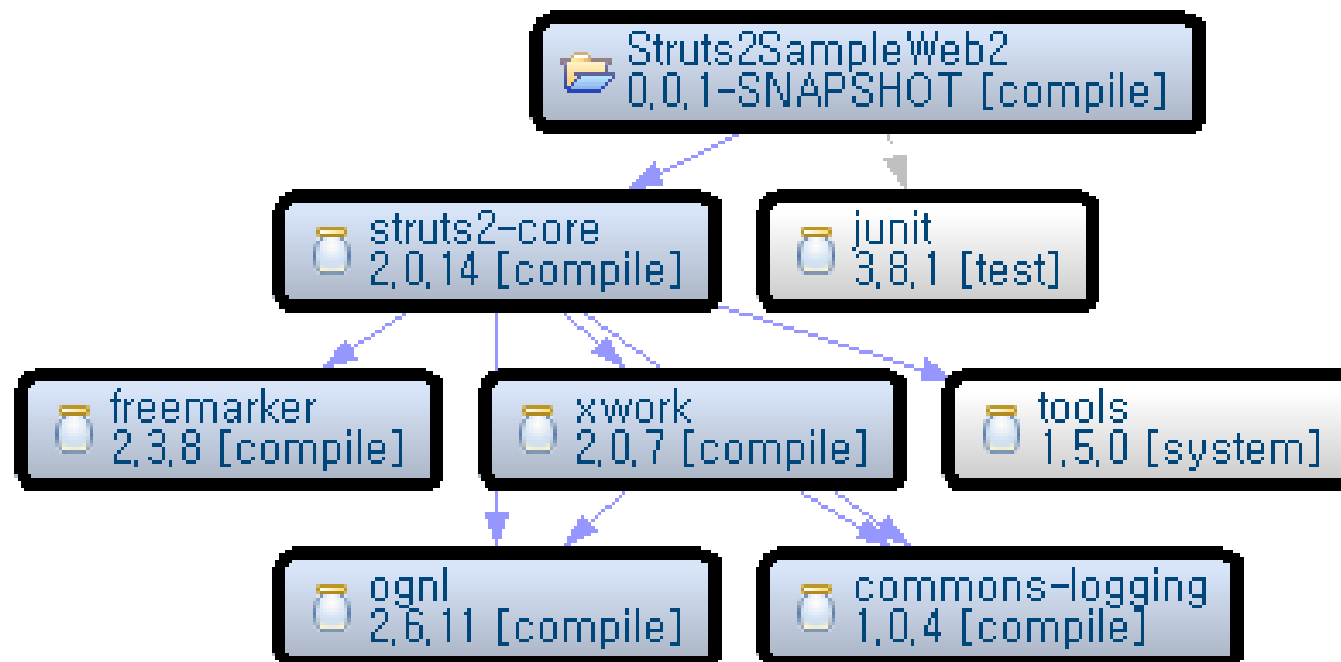 Struts2SampleWeb2
0,0,1-SNAPSHOT [compile]
struts2-core
2,0,14 [compile]
junit
3,8,1 [test]
freemarker
2,3,8 [compile]
xwork
2,0,7 [compile]
tools
1,5,0 [system]
ognl
2,6,11 [compile]
commons-logging
1,0,4 [compile]